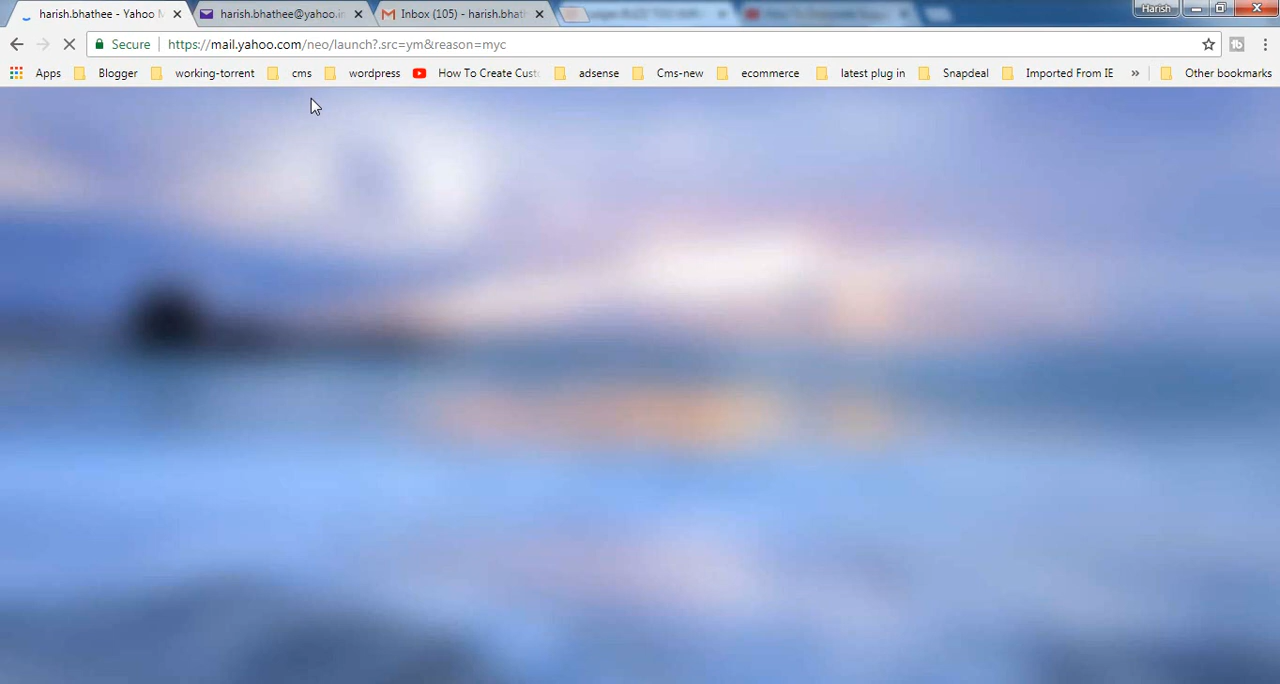 harish.bhathee - Yahoo M
harish.bhathee@yahoo.in
Inbox (105) - harish.bhath
Harish
Secure
https://mail.yahoo.com/neo/launch?.src=ym&reason=myc
Apps
Blogger
working-torrent
cms
wordpress
How To Create Custo
adsense
Cms-new
ecommerce
latest plug in
Snapdeal
Imported From IE
»
Other bookmarks